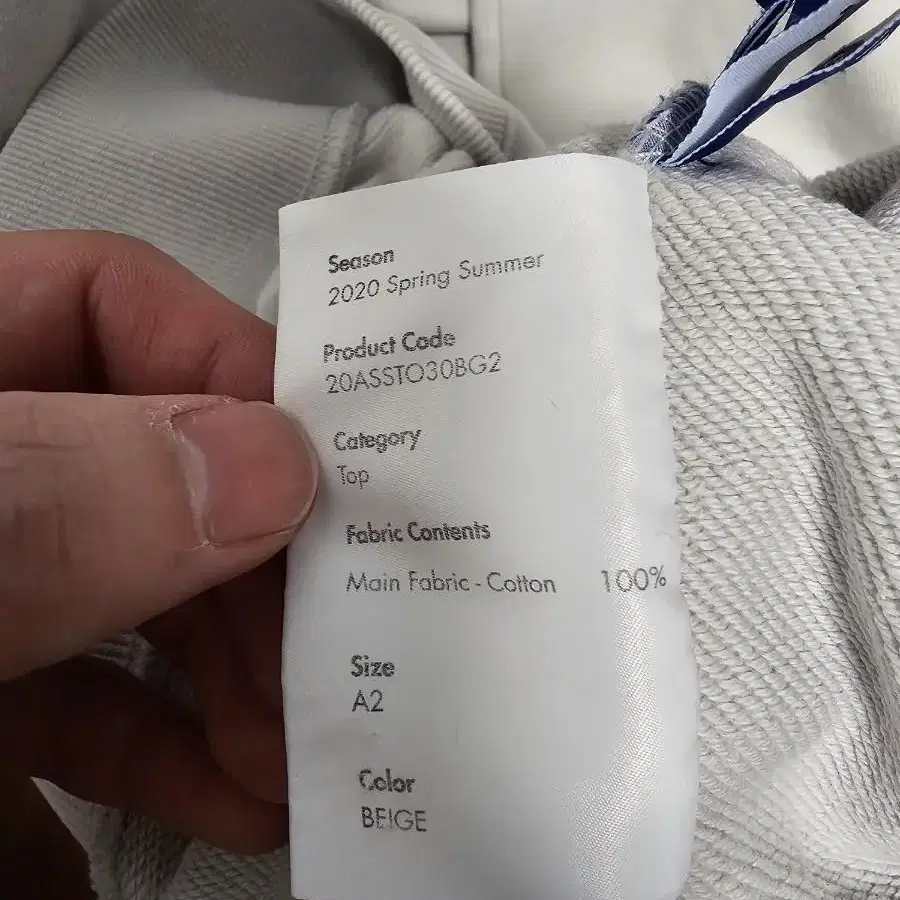 Season
2020 Spring Summer
Product Code
20ASSTO30BG2
Category
Top
Fabric Contents
Main Fabric - Cotton 100%
Size
A2
Color
BEIGE